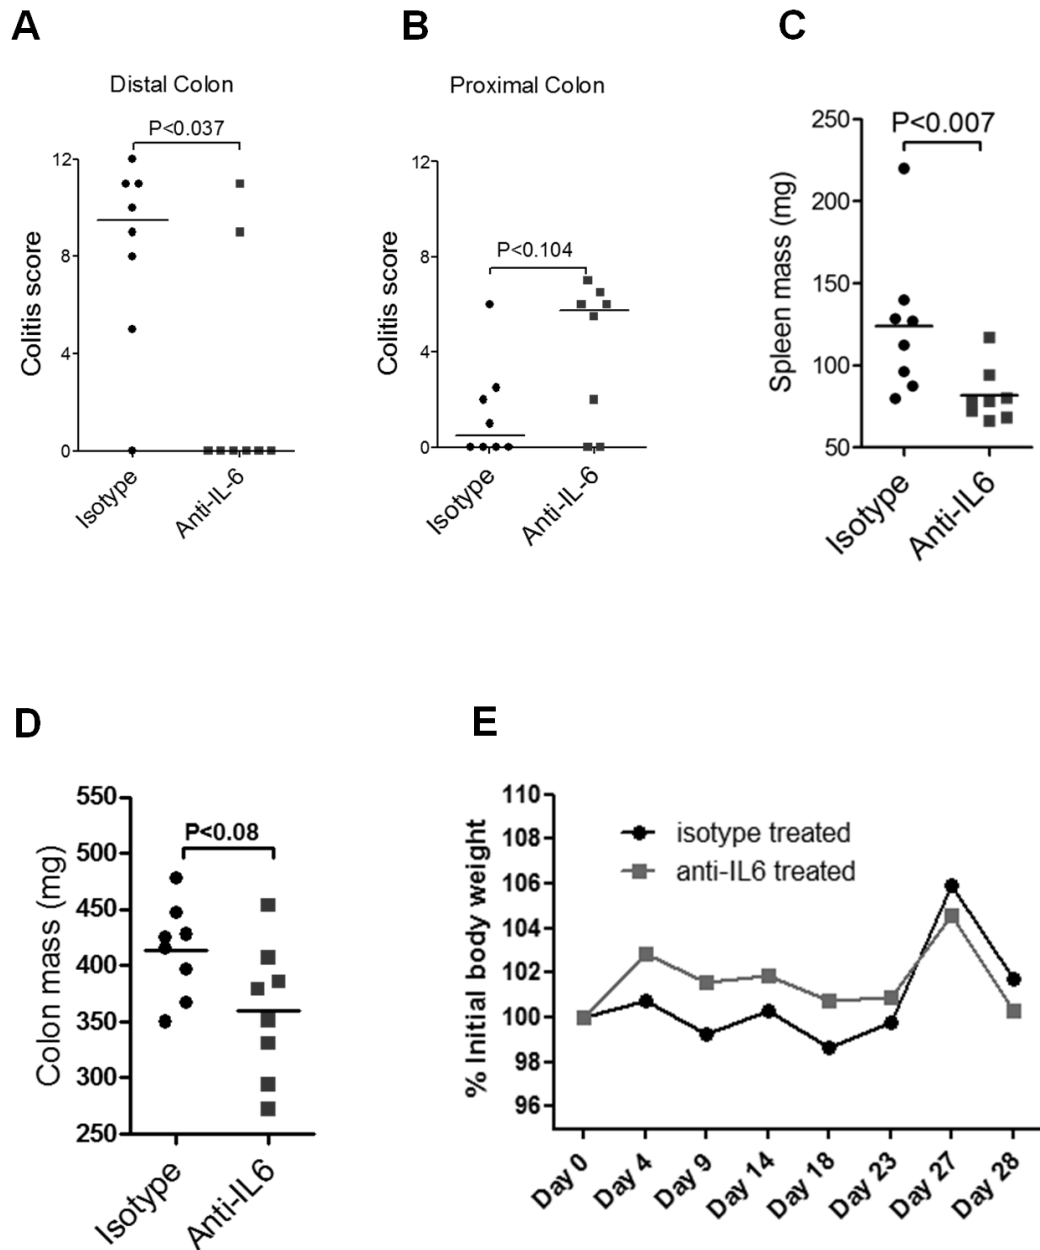 A
B
C
Distal Colon
Proximal Colon
P<0.037
12
8
4
0
Colitis score
Isotype
Anti-IL-6
P<0.104
12
8
4
0
Colitis score
Isotype
Anti-IL-6
P<0.007
250
200
150
100
50
Spleen mass (mg)
Isotype
Anti-IL6
D
E
P<0.08
550
500
450
400
350
300
250
Colon mass (mg)
Isotype
Anti-IL6
isotype treated
anti-IL6 treated
110
108
106
104
102
100
98
96
% Initial body weight
Day 0
Day 4
Day 9
Day 14
Day 18
Day 23
Day 27
Day 28